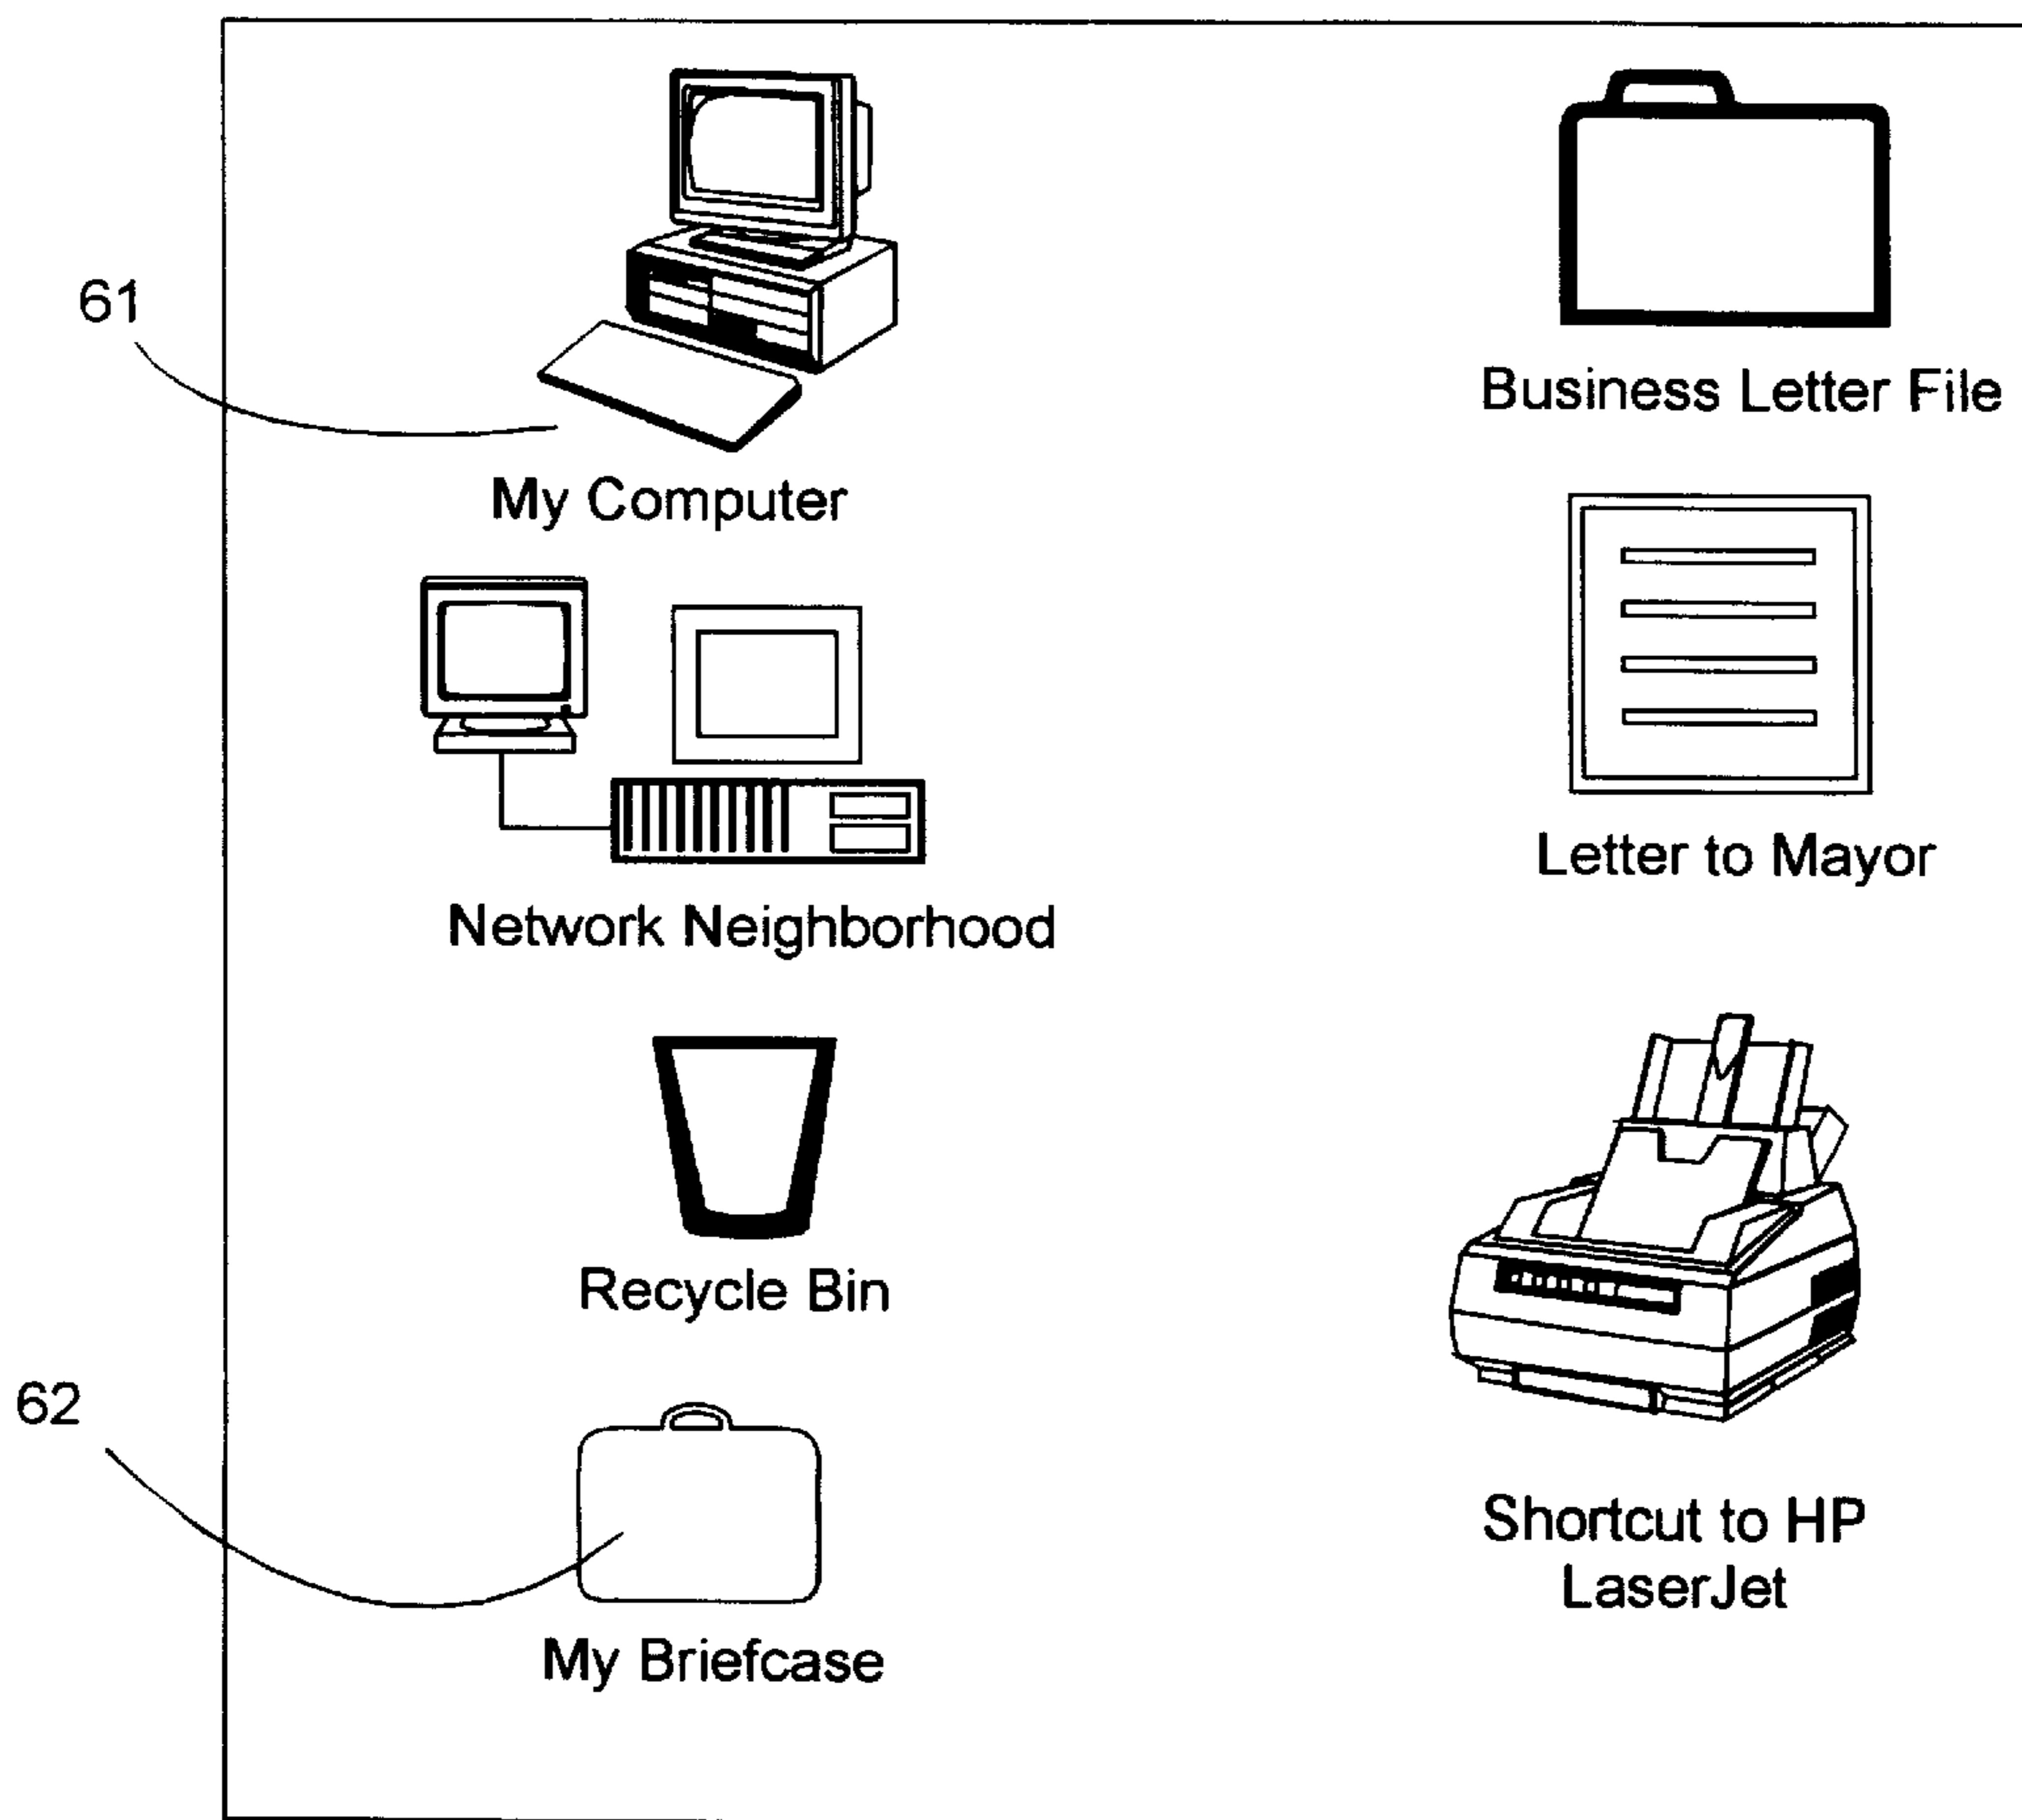 61
My Computer
Network Neighborhood
Recycle Bin
62
My Briefcase
Business Letter File
Letter to Mayor
Shortcut to HP
LaserJet